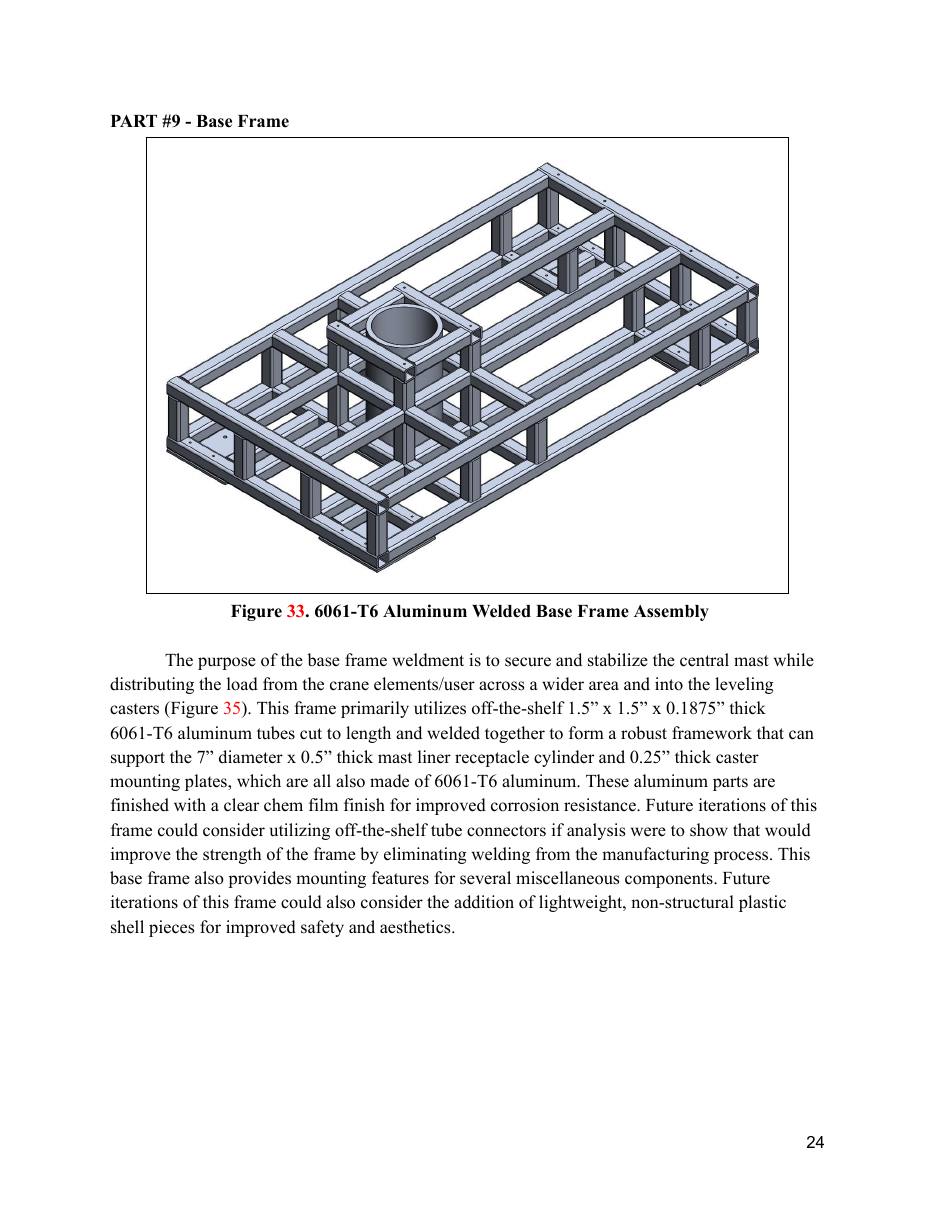 PART #9 - Base Frame
Figure 33. 6061-T6 Aluminum Welded Base Frame Assembly
The purpose of the base frame weldment is to secure and stabilize the central mast while
distributing the load from the crane elements/user across a wider area and into the leveling
casters (Figure 35). This frame primarily utilizes off-the-shelf 1.5” x 1.5” x 0.1875” thick
6061-T6 aluminum tubes cut to length and welded together to form a robust framework that can
support the 7” diameter x 0.5” thick mast liner receptacle cylinder and 0.25” thick caster
mounting plates, which are all also made of 6061-T6 aluminum. These aluminum parts are
finished with a clear chem film finish for improved corrosion resistance. Future iterations of this
frame could consider utilizing off-the-shelf tube connectors if analysis were to show that would
improve the strength of the frame by eliminating welding from the manufacturing process. This
base frame also provides mounting features for several miscellaneous components. Future
iterations of this frame could also consider the addition of lightweight, non-structural plastic
shell pieces for improved safety and aesthetics.
24